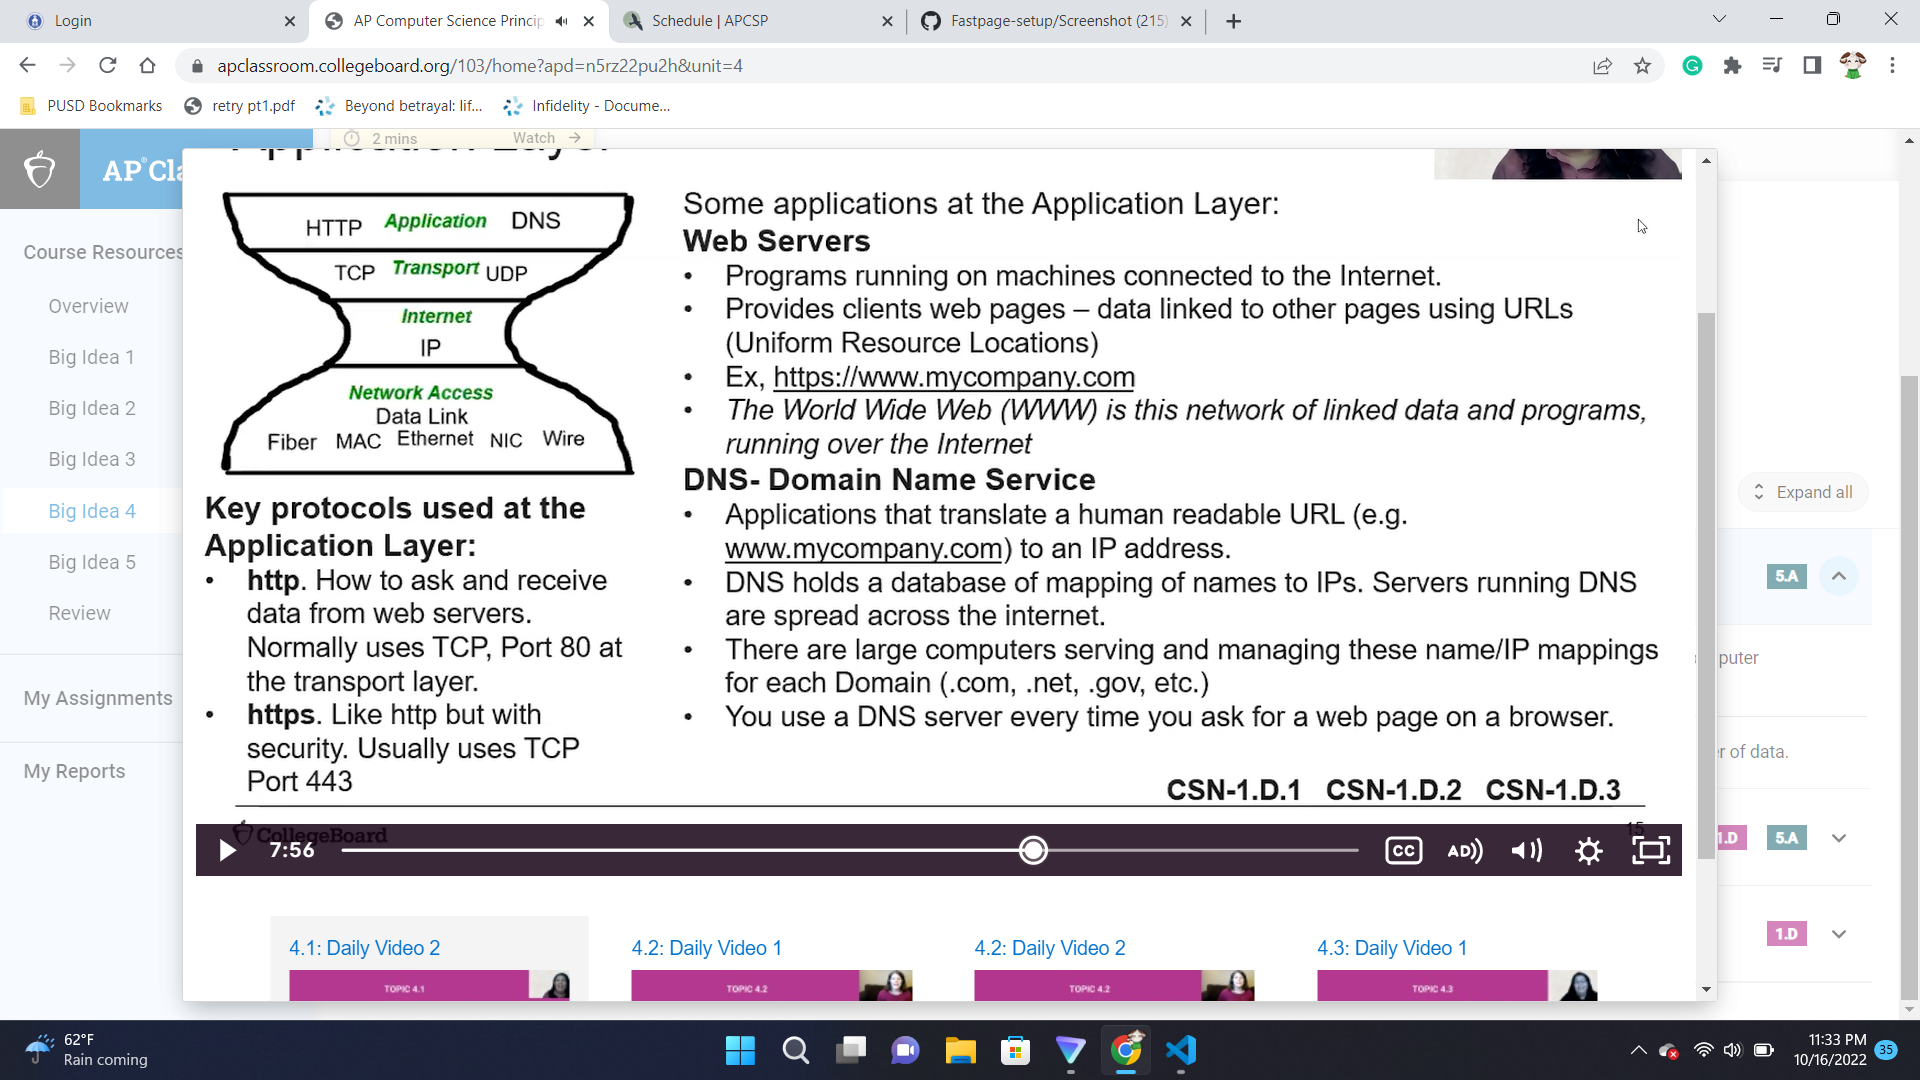 Login
AP Computer Science Princip
Schedule | APCSP
Fastpage-setup/Screenshot (215)
apclassroom.collegeboard.org/103/home?apd=n5rz22pu2h&unit=4
PUSD Bookmarks
retry pt1.pdf
Beyond betrayal: lif...
Infidelity - Docume...
2 mins
Watch
AP Cla
Application Layer
HTTP Application DNS
TCP Transport UDP
Internet
IP
Network Access
Data Link
Fiber MAC Ethernet NIC Wire
Key protocols used at the
Application Layer:
• http. How to ask and receive
data from web servers.
Normally uses TCP, Port 80 at
the transport layer.
• https. Like http but with
security. Usually uses TCP
Port 443
Some applications at the Application Layer:
Web Servers
• Programs running on machines connected to the Internet.
• Provides clients web pages – data linked to other pages using URLs
(Uniform Resource Locations)
• Ex, https://www.mycompany.com
• The World Wide Web (WWW) is this network of linked data and programs,
running over the Internet
DNS- Domain Name Service
• Applications that translate a human readable URL (e.g.
www.mycompany.com) to an IP address.
• DNS holds a database of mapping of names to IPs. Servers running DNS
are spread across the internet.
• There are large computers serving and managing these name/IP mappings
for each Domain (.com, .net, .gov, etc.)
• You use a DNS server every time you ask for a web page on a browser.
CSN-1.D.1 CSN-1.D.2 CSN-1.D.3
CollegeBoard
15
7:56
CC
AD
4.1: Daily Video 2
4.2: Daily Video 1
4.2: Daily Video 2
4.3: Daily Video 1
TOPIC 4.1
TOPIC 4.2
TOPIC 4.2
TOPIC 4.3
Course Resources
Overview
Big Idea 1
Big Idea 2
Big Idea 3
Big Idea 4
Big Idea 5
Review
My Assignments
My Reports
Expand all
5.A
puter
r of data.
1.D
5.A
1.D
62°F
Rain coming
11:33 PM
10/16/2022
35